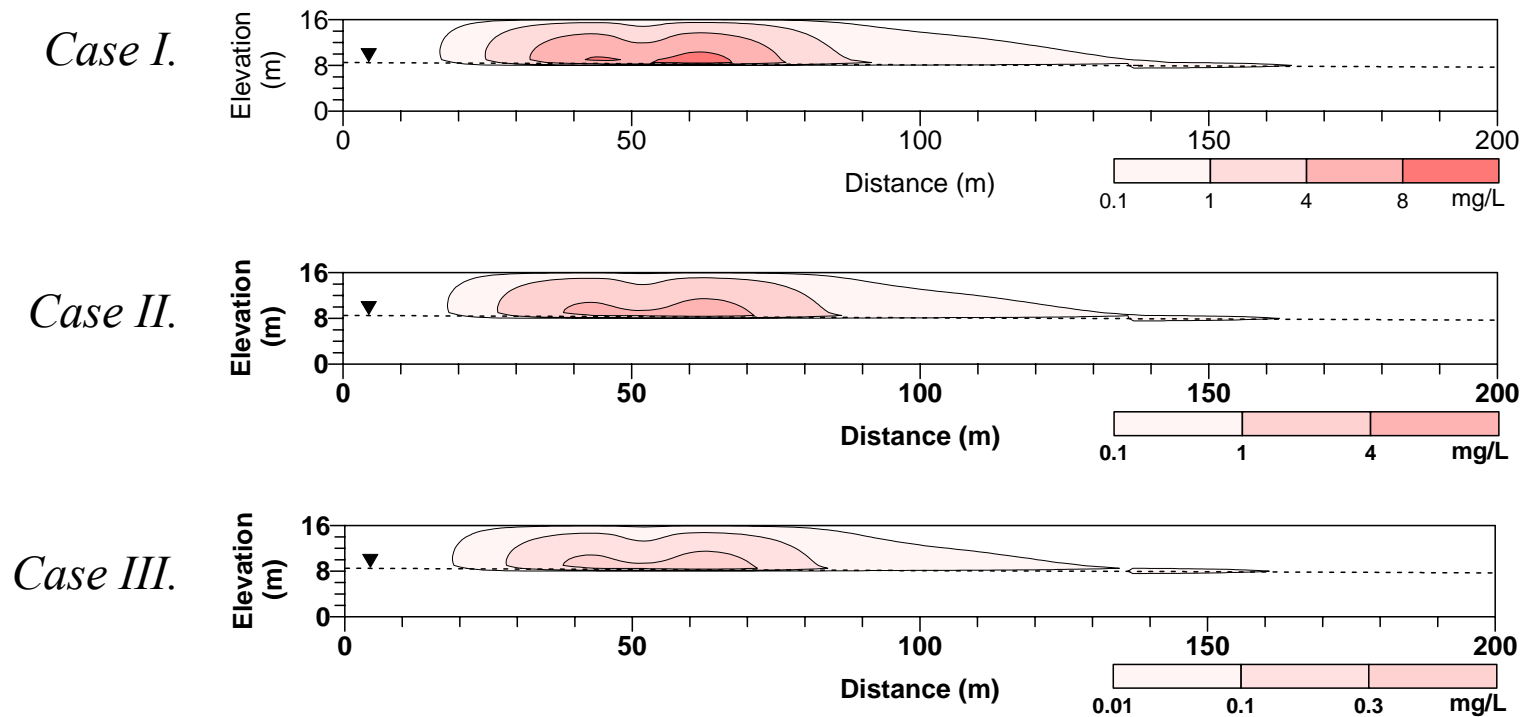 Case I.
Elevation
(m)
16
8
0
0 50 100 150 200
Distance (m)
0.1 1 4 8 mg/L
Case II.
Elevation
(m)
16
8
0
0 50 100 150 200
Distance (m)
0.1 1 4 mg/L
Case III.
Elevation
(m)
16
8
0
0 50 100 150 200
Distance (m)
0.01 0.1 0.3 mg/L